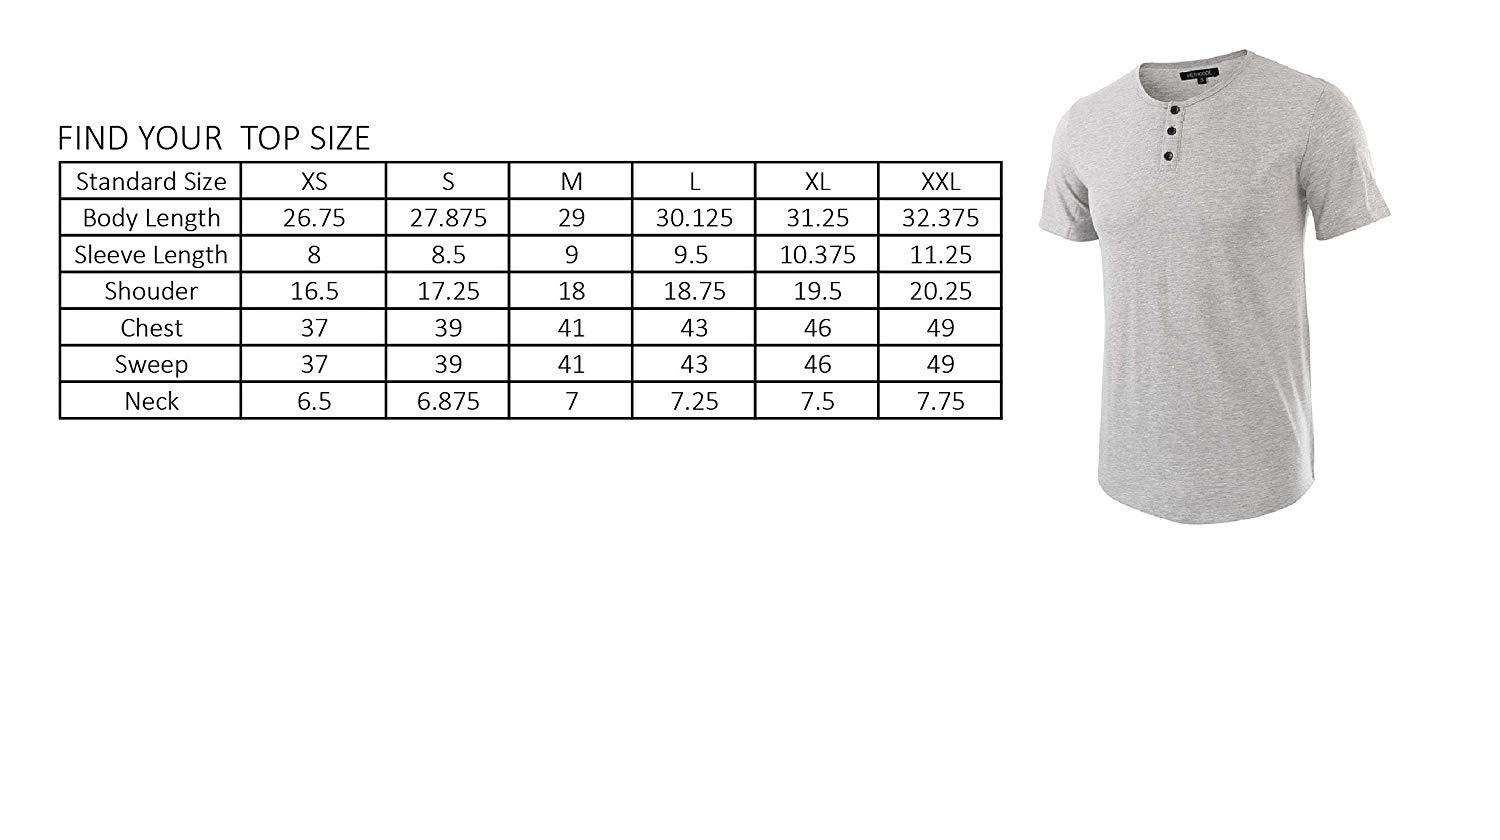 FIND YOUR TOP SIZE
Standard Size XS S M L XL XXL
Body Length 26.75 27.875 29 30.125 31.25 32.375
Sleeve Length 8 8.5 9 9.5 10.375 11.25
Shouder 16.5 17.25 18 18.75 19.5 20.25
Chest 37 39 41 43 46 49
Sweep 37 39 41 43 46 49
Neck 6.5 6.875 7 7.25 7.5 7.75